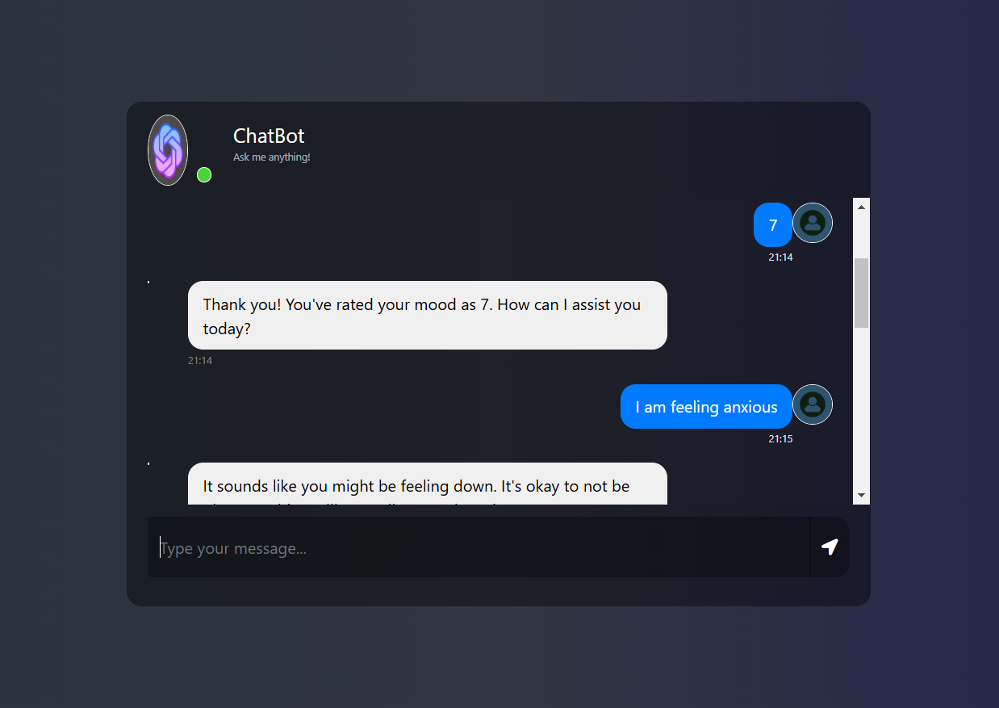 ChatBot
Ask me anything!
7
21:14
Thank you! You've rated your mood as 7. How can I assist you
today?
21:14
I am feeling anxious
21:15
It sounds like you might be feeling down. It's okay to not be
Type your message...